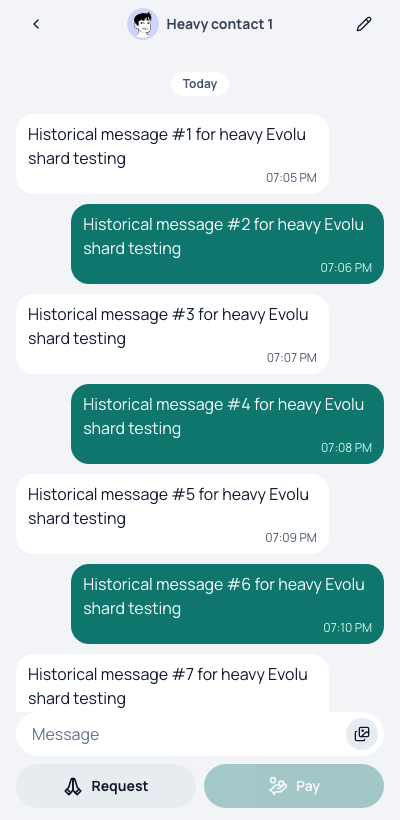 Heavy contact 1
Today
Historical message #1 for heavy Evolu
shard testing
07:05 PM
Historical message #2 for heavy Evolu
shard testing
07:06 PM
Historical message #3 for heavy Evolu
shard testing
07:07 PM
Historical message #4 for heavy Evolu
shard testing
07:08 PM
Historical message #5 for heavy Evolu
shard testing
07:09 PM
Historical message #6 for heavy Evolu
shard testing
07:10 PM
Historical message #7 for heavy Evolu
shard testing
Message
Request
Pay